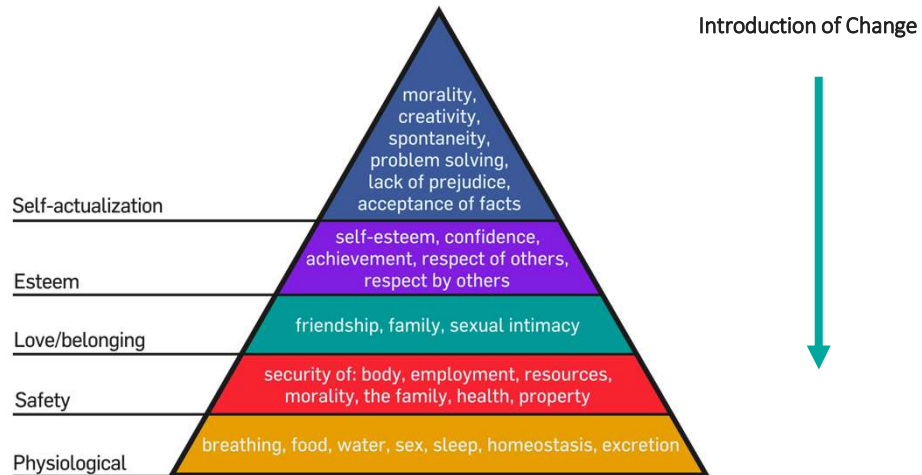 Introduction of Change
morality,
creativity,
spontaneity,
problem solving,
lack of prejudice,
acceptance of facts
Self-actualization
self-esteem, confidence,
achievement, respect of others,
respect by others
Esteem
friendship, family, sexual intimacy
Love/belonging
security of: body, employment, resources,
morality, the family, health, property
Safety
breathing, food, water, sex, sleep, homeostasis, excretion
Physiological